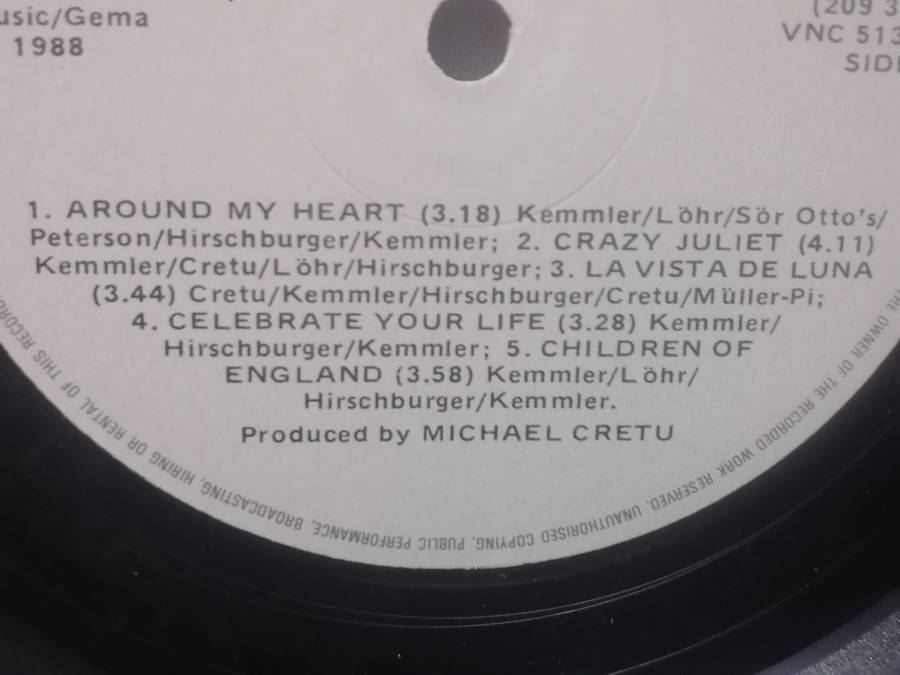 usic/Gema
1988
(209 3
VNC 513
SIDE
1. AROUND MY HEART (3.18) Kemmler/Löhr/Sör Otto's/
Peterson/Hirschburger/Kemmler; 2. CRAZY JULIET (4.11)
Kemmler/Cretu/Löhr/Hirschburger; 3. LA VISTA DE LUNA
(3.44) Cretu/Kemmler/Hirschburger/Cretu/Müller-Pi;
4. CELEBRATE YOUR LIFE (3.28) Kemmler/
Hirschburger/Kemmler; 5. CHILDREN OF
ENGLAND (3.58) Kemmler/Löhr/
Hirschburger/Kemmler.
Produced by MICHAEL CRETU
THE OWNER OF THE RECORDED WORK RESERVED. UNAUTHORISED COPYING, PUBLIC PERFORMANCE, BROADCASTING, HIRING OR RENTAL OF THIS RECORD